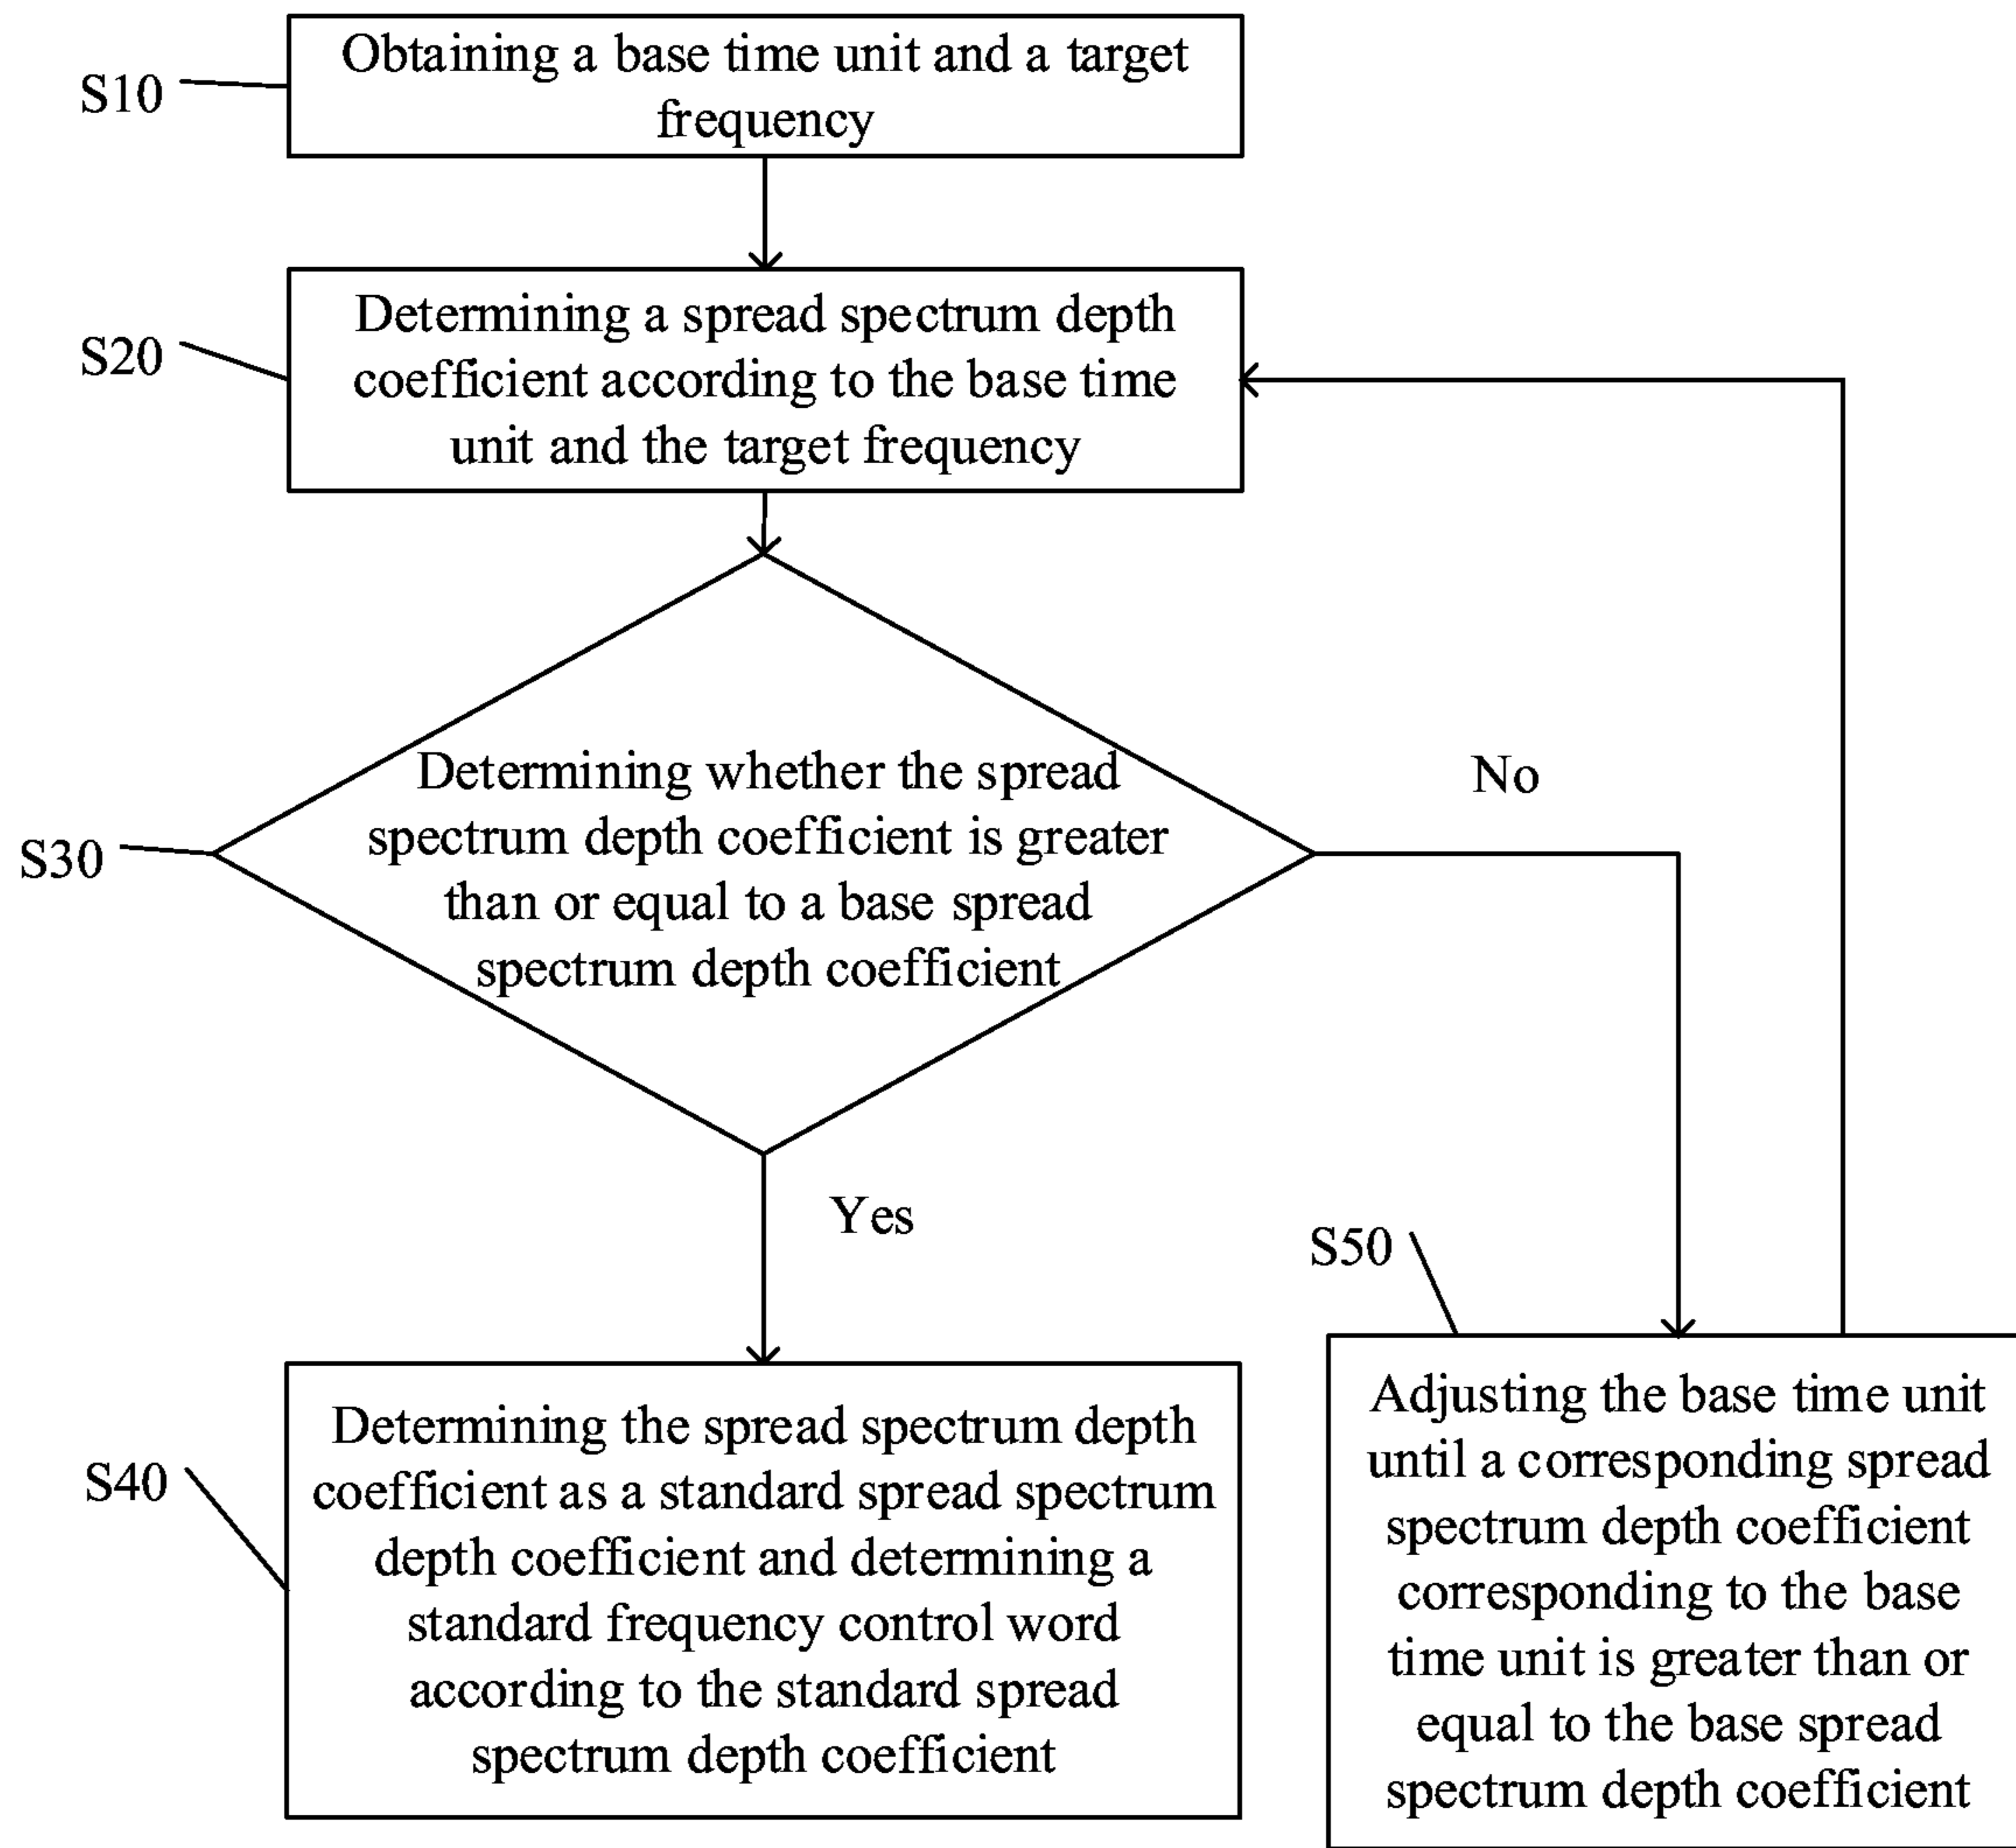 S10
Obtaining a base time unit and a target
frequency
S20
Determining a spread spectrum depth
coefficient according to the base time
unit and the target frequency
S30
Determining whether the spread
spectrum depth coefficient is greater
than or equal to a base spread
spectrum depth coefficient
No
Yes
S40
Determining the spread spectrum depth
coefficient as a standard spread spectrum
depth coefficient and determining a
standard frequency control word
according to the standard spread
spectrum depth coefficient
S50
Adjusting the base time unit
until a corresponding spread
spectrum depth coefficient
corresponding to the base
time unit is greater than or
equal to the base spread
spectrum depth coefficient